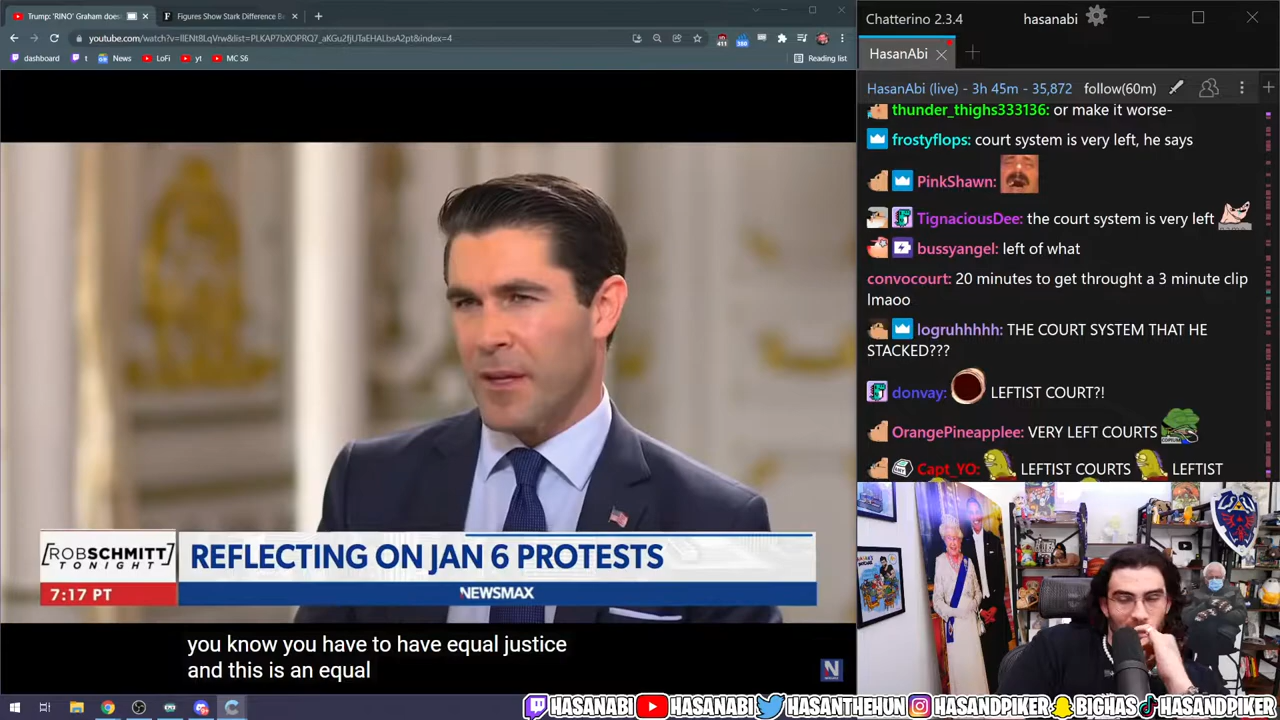 Trump: 'RINO' Graham does
Figures Show Stark Difference B
youtube.com/watch?v=flENt8LqVrw&list=PLKAP7bXOPRQ7_aKGu2fjUTaEHALbsA2pt&index=4
411
380
dashboard
t
News
LoFi
yt
MC S6
Reading list
[ROBSCHMITT]
TONIGHT
7:17 PT
REFLECTING ON JAN 6 PROTESTS
NEWSMAX
you know you have to have equal justice
and this is an equal
Chatterino 2.3.4
hasanabi
HasanAbi
HasanAbi (live) - 3h 45m - 35,872
follow(60m)
thunder_thighs333136: or make it worse-
frostyflops: court system is very left, he says
PinkShawn:
TignaciousDee: the court system is very left
bussyangel: left of what
convocourt: 20 minutes to get throught a 3 minute clip
lmaoo
logruhhhhh: THE COURT SYSTEM THAT HE
STACKED???
donvay: LEFTIST COURT?!
OrangePineapplee: VERY LEFT COURTS
Capt_YO: LEFTIST COURTS LEFTIST
HASANABI
HASANABI
HASANTHEHUN
HASANDPIKER
BIGHAS
HASANDPIKER